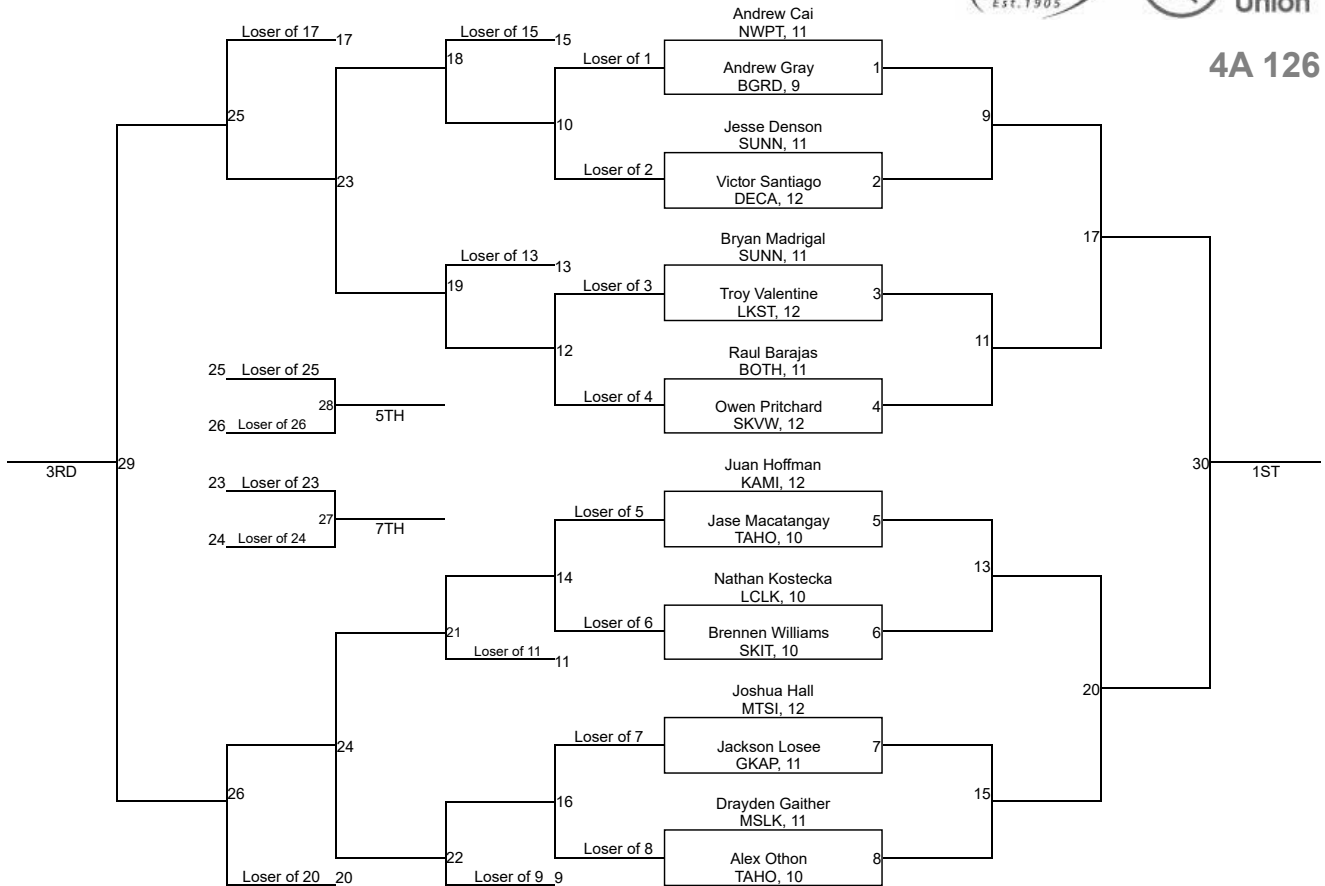 Est. 1905
Union
4A 126
Andrew Cai
NWPT, 11
Loser of 17
17
Loser of 15
15
18
Loser of 1
Andrew Gray
1
BGRD, 9
25
10
9
Jesse Denson
SUNN, 11
Loser of 2
23
Victor Santiago
2
DECA, 12
Bryan Madrigal
SUNN, 11
17
Loser of 13
13
19
Loser of 3
Troy Valentine
3
LKST, 12
12
11
Raul Barajas
BOTH, 11
25
Loser of 25
28
5TH
Loser of 4
Owen Pritchard
4
SKVW, 12
26
Loser of 26
3RD
29
Juan Hoffman
KAMI, 12
30
1ST
23
Loser of 23
27
7TH
Loser of 5
Jase Macatangay
5
TAHO, 10
24
Loser of 24
14
13
Nathan Kostecka
LCLK, 10
21
Loser of 11
11
Loser of 6
Brennen Williams
6
SKIT, 10
Joshua Hall
MTSI, 12
20
24
Loser of 7
Jackson Losee
7
GKAP, 11
26
16
15
Drayden Gaither
MSLK, 11
22
Loser of 8
Alex Othon
8
TAHO, 10
Loser of 20
20
Loser of 9
9